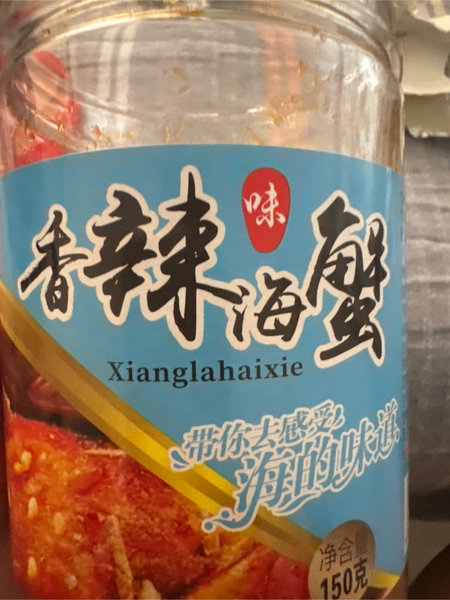 味
香辣海蟹
Xianglahaixie
带你去感受
海的味道
净含量
150克